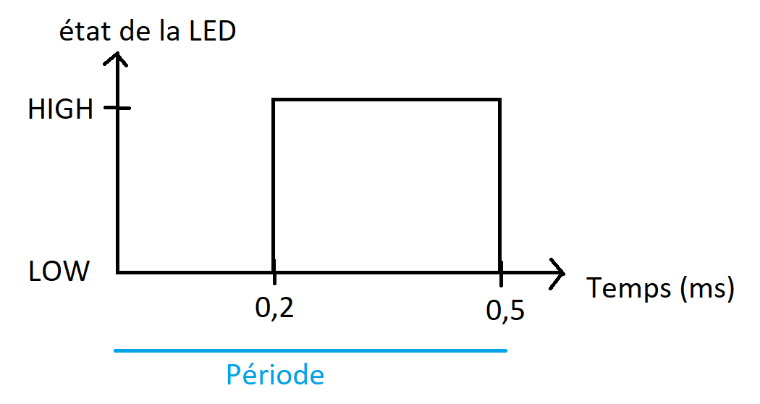 état de la LED
HIGH
LOW
Temps (ms)
0,2
0,5
Période